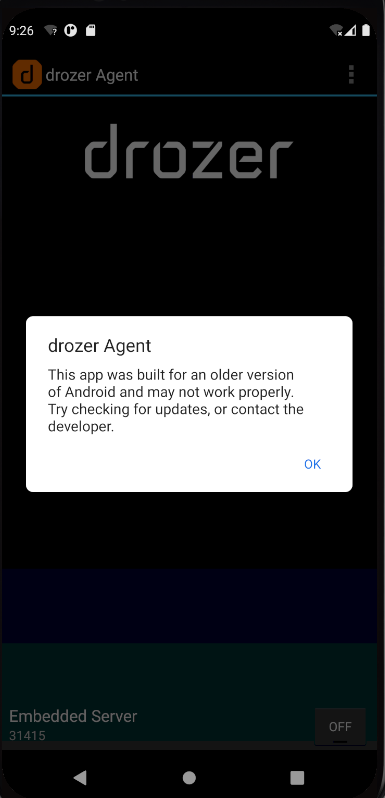 9:26
drozer Agent
drozer
drozer Agent
This app was built for an older version
of Android and may not work properly.
Try checking for updates, or contact the
developer.
OK
Embedded Server
31415
OFF